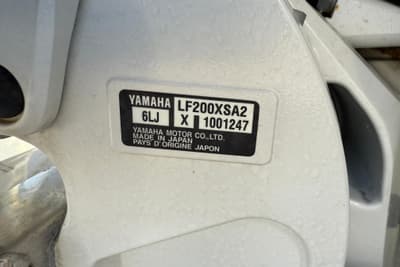 YAMAHA LF200XSA2
6LJ X 1001247
YAMAHA MOTOR CO.,LTD.
MADE IN JAPAN
PAYS D'ORIGINE JAPON